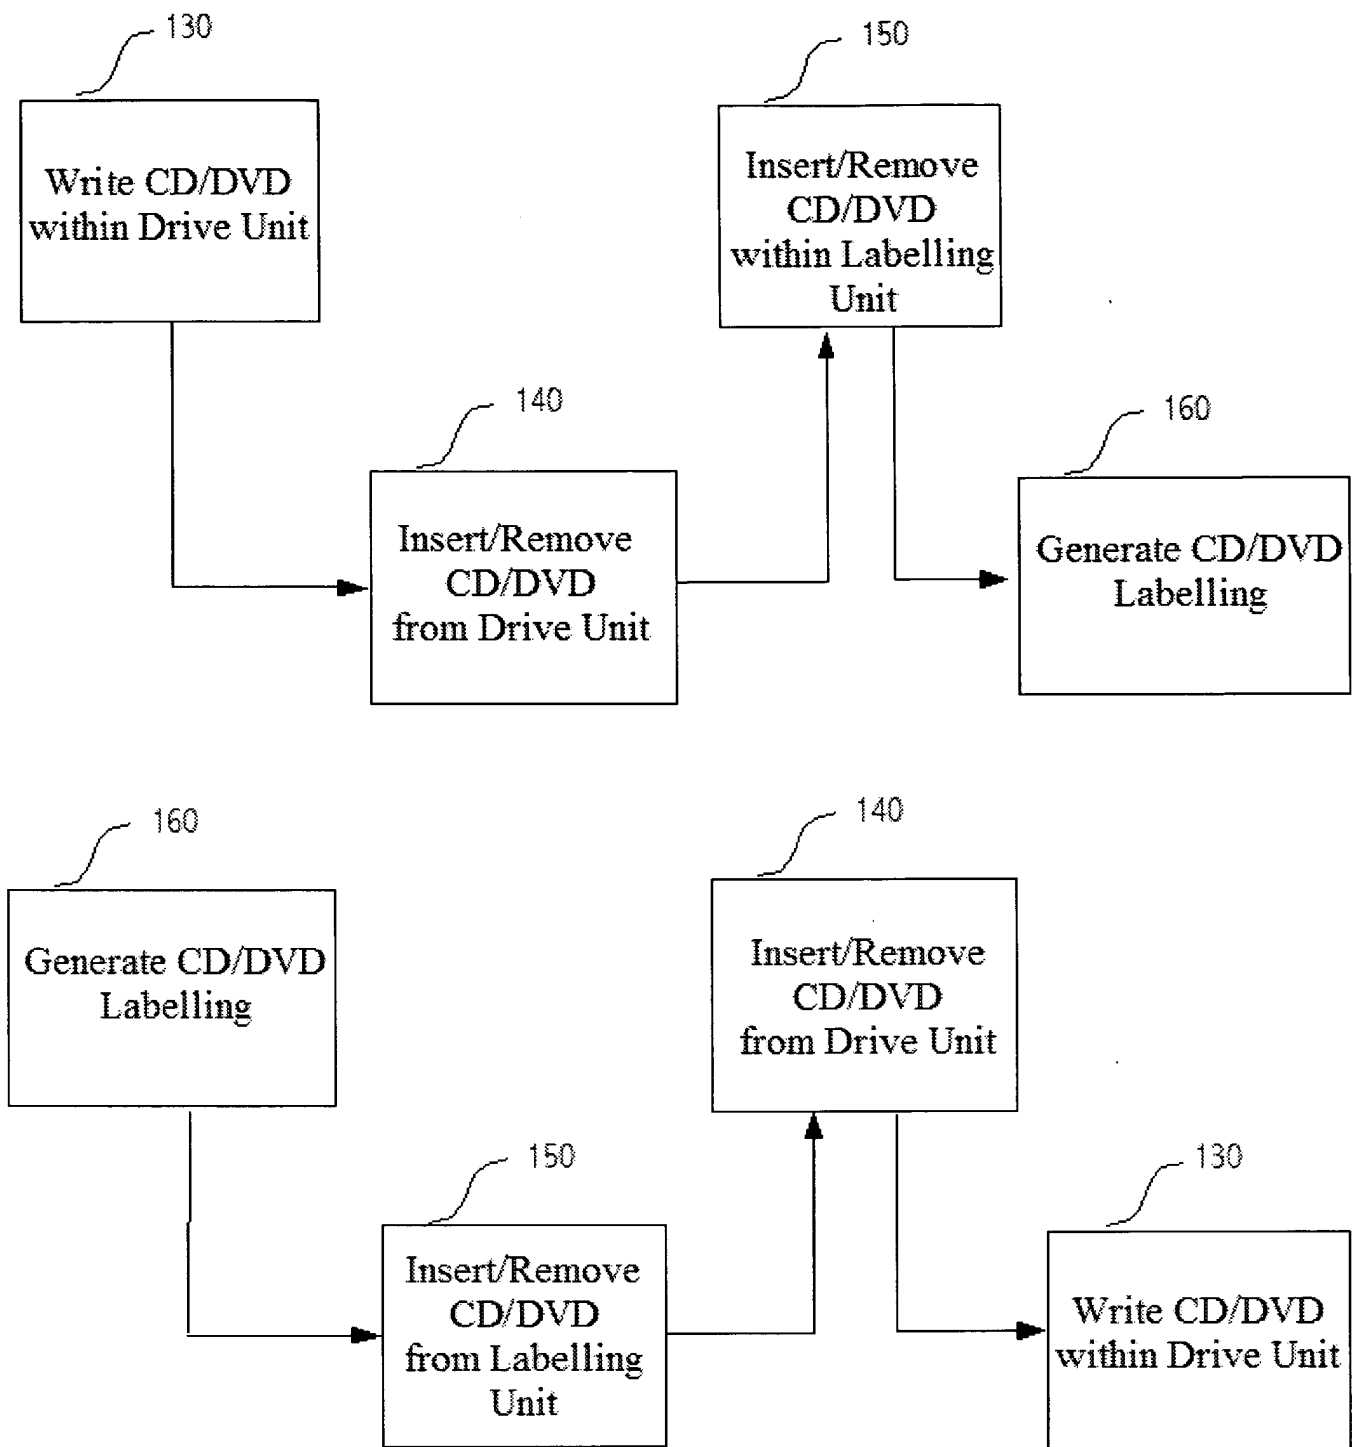 130
Write CD/DVD
within Drive Unit
150
Insert/Remove
CD/DVD
within Labelling
Unit
140
Insert/Remove
CD/DVD
from Drive Unit
160
Generate CD/DVD
Labelling
160
Generate CD/DVD
Labelling
140
Insert/Remove
CD/DVD
from Drive Unit
150
Insert/Remove
CD/DVD
from Labelling
Unit
130
Write CD/DVD
within Drive Unit